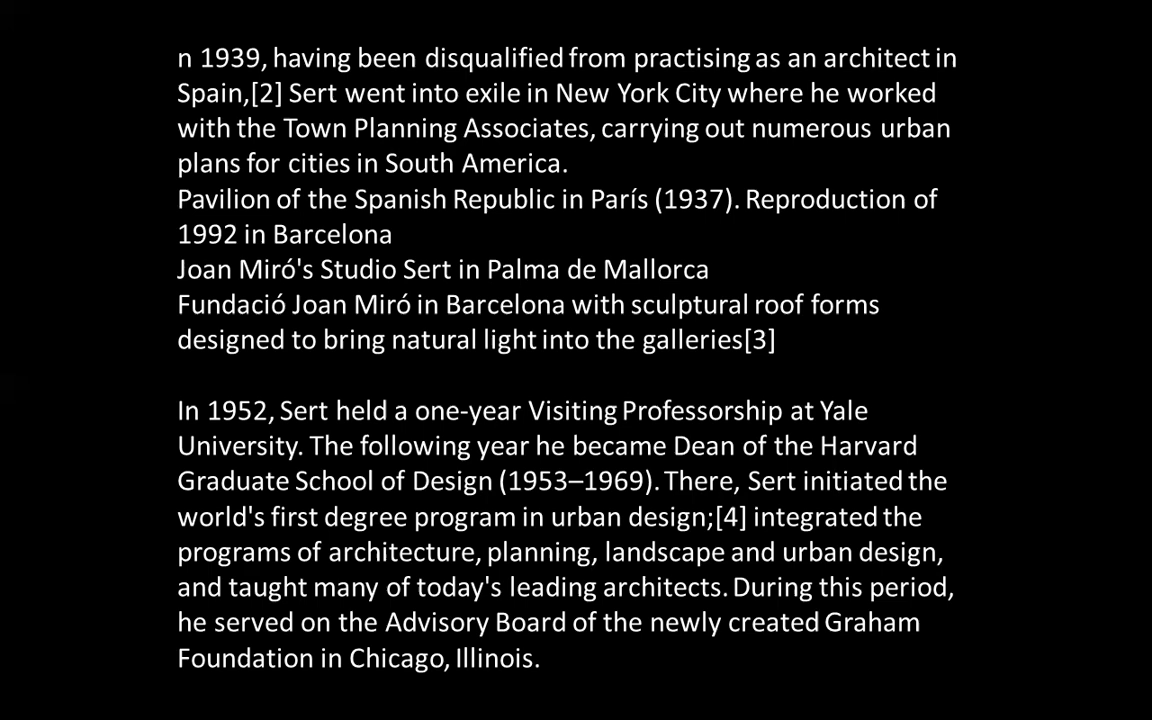 n 1939, having been disqualified from practising as an architect in
Spain,[2] Sert went into exile in New York City where he worked
with the Town Planning Associates, carrying out numerous urban
plans for cities in South America.
Pavilion of the Spanish Republic in París (1937). Reproduction of
1992 in Barcelona
Joan Miró's Studio Sert in Palma de Mallorca
Fundació Joan Miró in Barcelona with sculptural roof forms
designed to bring natural light into the galleries[3]
In 1952, Sert held a one-year Visiting Professorship at Yale
University. The following year he became Dean of the Harvard
Graduate School of Design (1953–1969). There, Sert initiated the
world's first degree program in urban design;[4] integrated the
programs of architecture, planning, landscape and urban design,
and taught many of today's leading architects. During this period,
he served on the Advisory Board of the newly created Graham
Foundation in Chicago, Illinois.